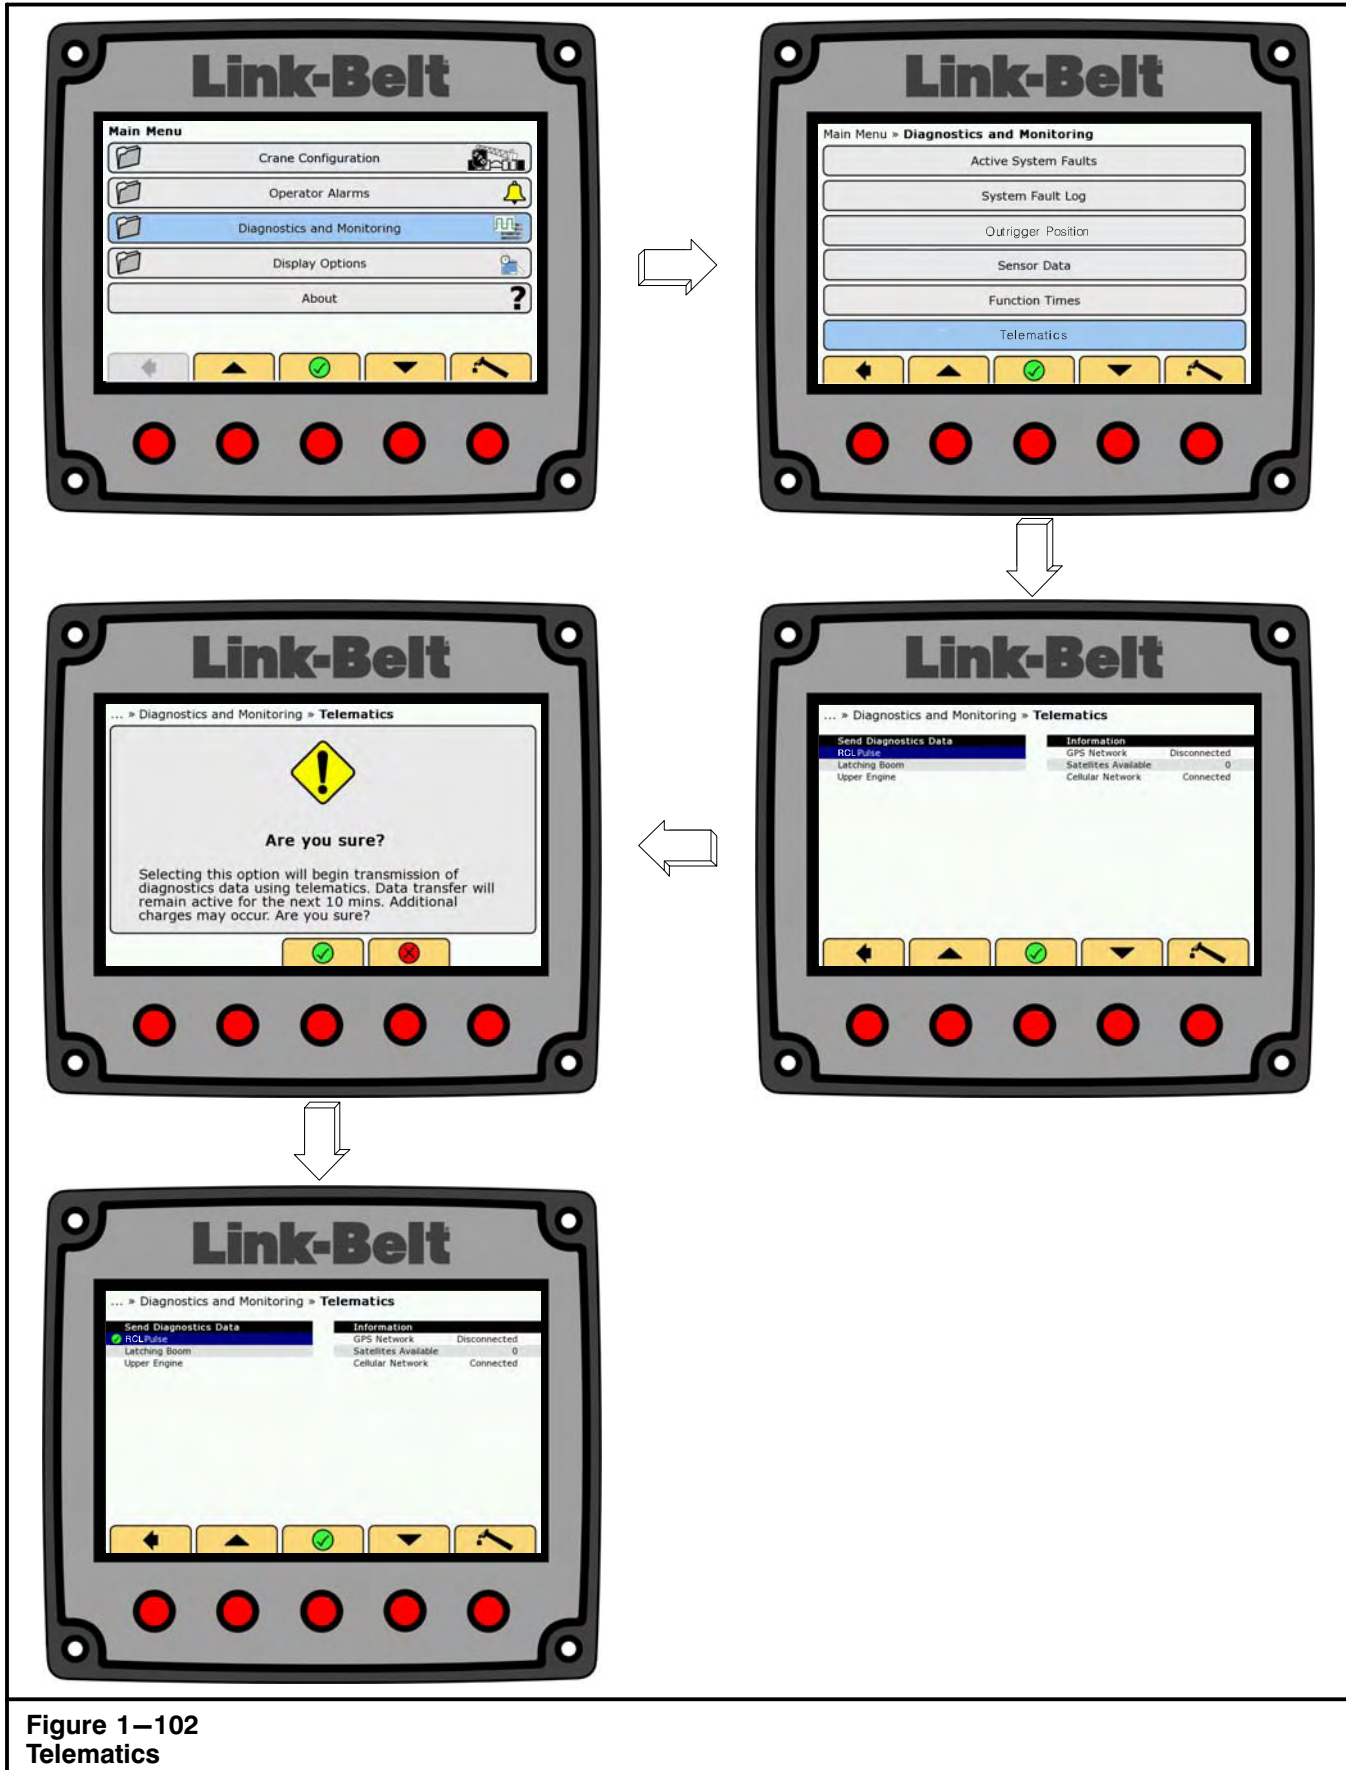 Link-Belt
Main Menu
Crane Configuration
Operator Alarms
Diagnostics and Monitoring
Display Options
About
?
Link-Belt
Main Menu » Diagnostics and Monitoring
Active System Faults
System Fault Log
Outrigger Position
Sensor Data
Function Times
Telematics
Link-Belt
... » Diagnostics and Monitoring » Telematics
Send Diagnostics Data Information
RCL Pulse GPS Network Disconnected
Latching Boom Satellites Available 0
Upper Engine Cellular Network Connected
Link-Belt
... » Diagnostics and Monitoring » Telematics
!
Are you sure?
Selecting this option will begin transmission of
diagnostics data using telematics. Data transfer will
remain active for the next 10 mins. Additional
charges may occur. Are you sure?
Link-Belt
... » Diagnostics and Monitoring » Telematics
Send Diagnostics Data Information
RCL Pulse GPS Network Disconnected
Latching Boom Satellites Available 0
Upper Engine Cellular Network Connected
Figure 1–102
Telematics